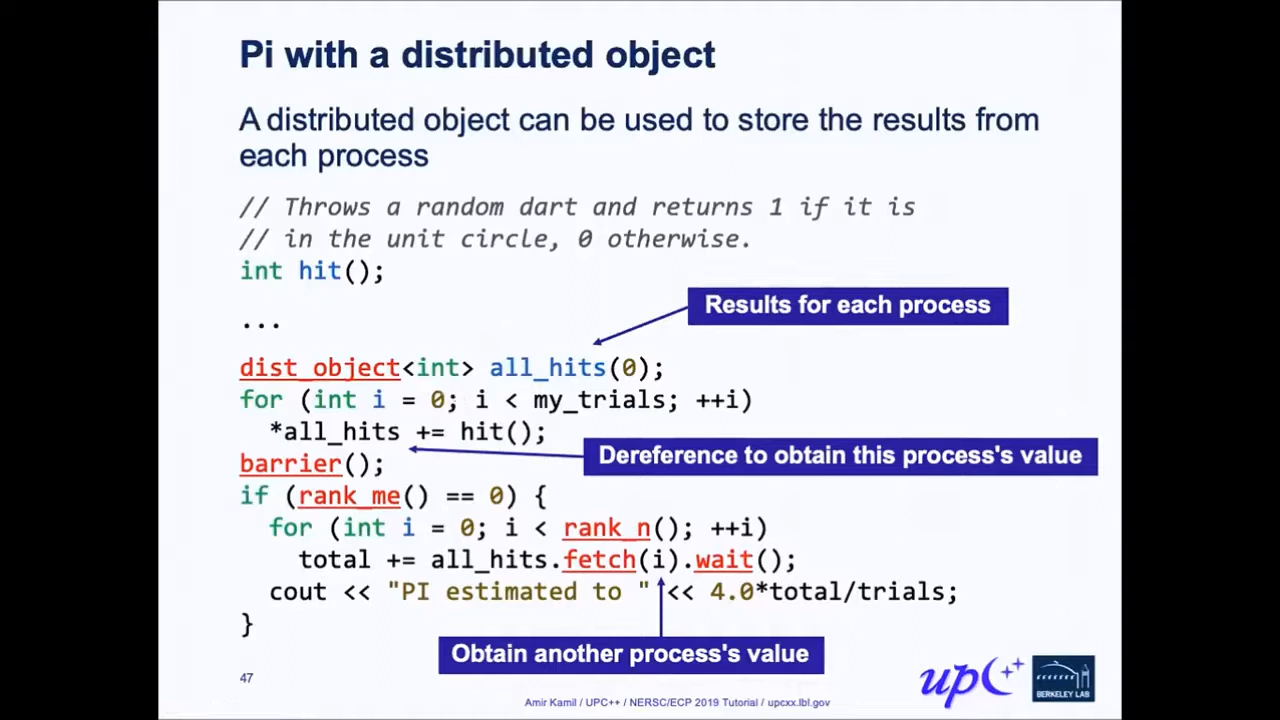 Pi with a distributed object
A distributed object can be used to store the results from
each process
// Throws a random dart and returns 1 if it is
// in the unit circle, 0 otherwise.
int hit();
...
Results for each process
dist_object<int> all_hits(0);
for (int i = 0; i < my_trials; ++i)
*all_hits += hit();
Dereference to obtain this process's value
barrier();
if (rank_me() == 0) {
for (int i = 0; i < rank_n(); ++i)
total += all_hits.fetch(i).wait();
cout << "PI estimated to " << 4.0*total/trials;
}
Obtain another process's value
47
Amir Kamil / UPC++ / NERSC/ECP 2019 Tutorial / upcxx.lbl.gov
upC++
BERKELEY LAB